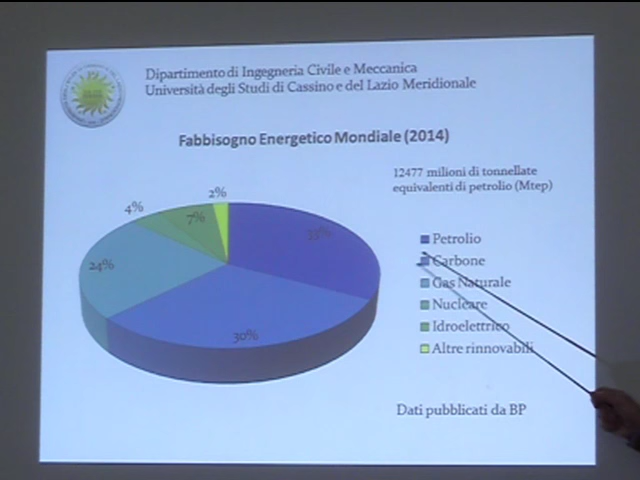 Dipartimento di Ingegneria Civile e Meccanica
Università degli Studi di Cassino e del Lazio Meridionale
Fabbisogno Energetico Mondiale (2014)
12477 milioni di tonnellate
equivalenti di petrolio (Mtep)
2%
4%
7%
33%
24%
30%
Petrolio
Carbone
Gas Naturale
Nucleare
Idroelettrico
Altre rinnovabili
Dati pubblicati da BP